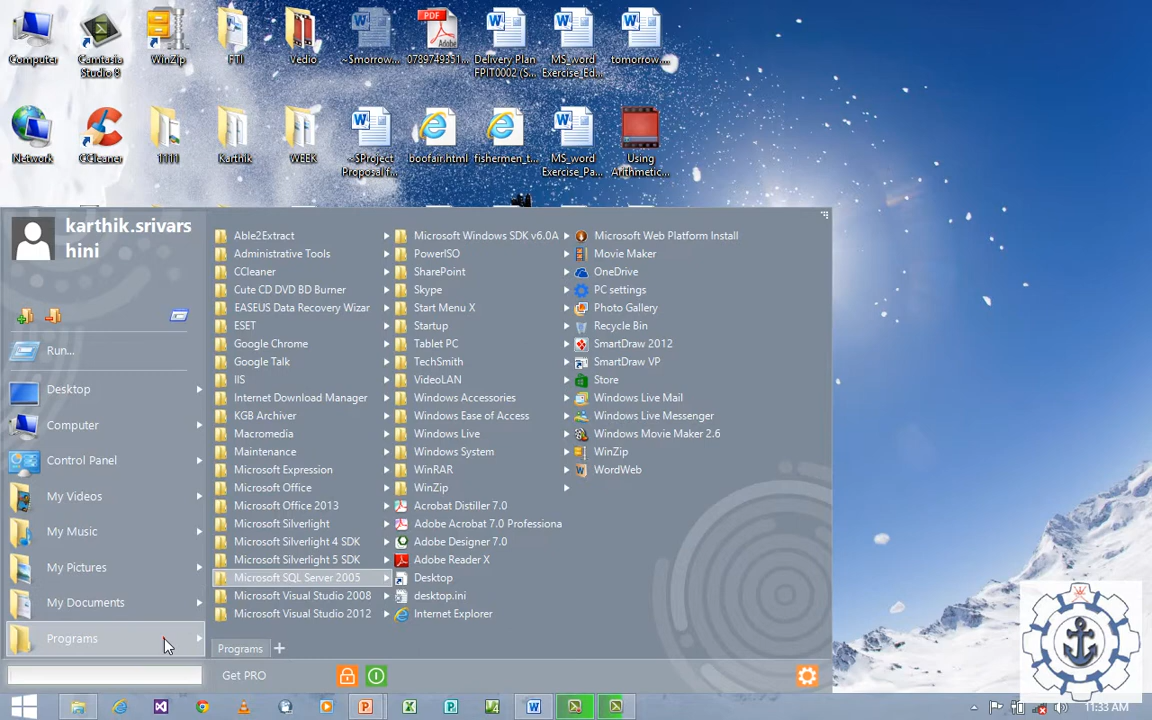 Computer
Camtasia
Studio 8
WinZip
FTI
Vedio
~$morrow...
0789749351...
Delivery Plan
FPIT0002 (S...
MS_word
Exercise_Ed...
tomorrow...
Network
CCleaner
1111
Karthik
WEEK
~$Project
Proposal f...
boofair.html
fishermen_t...
MS_word
Exercise_Pa...
Using
Arithmetic...
karthik.srivars
hini
Run...
Desktop
Computer
Control Panel
My Videos
My Music
My Pictures
My Documents
Programs
Able2Extract
Administrative Tools
CCleaner
Cute CD DVD BD Burner
EASEUS Data Recovery Wizar
ESET
Google Chrome
Google Talk
IIS
Internet Download Manager
KGB Archiver
Macromedia
Maintenance
Microsoft Expression
Microsoft Office
Microsoft Office 2013
Microsoft Silverlight
Microsoft Silverlight 4 SDK
Microsoft Silverlight 5 SDK
Microsoft SQL Server 2005
Microsoft Visual Studio 2008
Microsoft Visual Studio 2012
Microsoft Windows SDK v6.0A
PowerISO
SharePoint
Skype
Start Menu X
Startup
Tablet PC
TechSmith
VideoLAN
Windows Accessories
Windows Ease of Access
Windows Live
Windows System
WinRAR
WinZip
Acrobat Distiller 7.0
Adobe Acrobat 7.0 Professiona
Adobe Designer 7.0
Adobe Reader X
Desktop
desktop.ini
Internet Explorer
Microsoft Web Platform Install
Movie Maker
OneDrive
PC settings
Photo Gallery
Recycle Bin
SmartDraw 2012
SmartDraw VP
Store
Windows Live Mail
Windows Live Messenger
Windows Movie Maker 2.6
WinZip
WordWeb
Programs +
Get PRO
11:33 AM